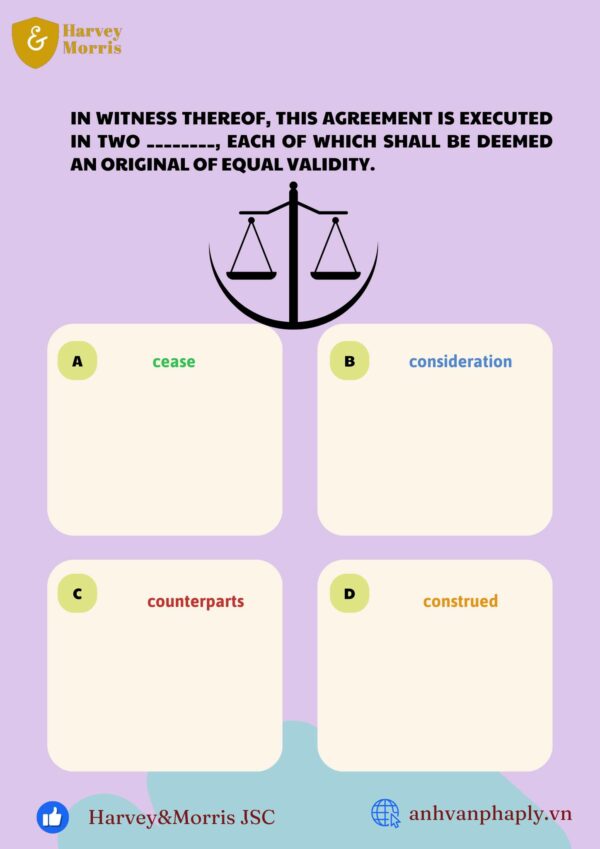 &
Harvey
Morris
IN WITNESS THEREOF, THIS AGREEMENT IS EXECUTED
IN TWO ________, EACH OF WHICH SHALL BE DEEMED
AN ORIGINAL OF EQUAL VALIDITY.
A
cease
B
consideration
C
counterparts
D
construed
Harvey&Morris JSC
anhvanphaply.vn